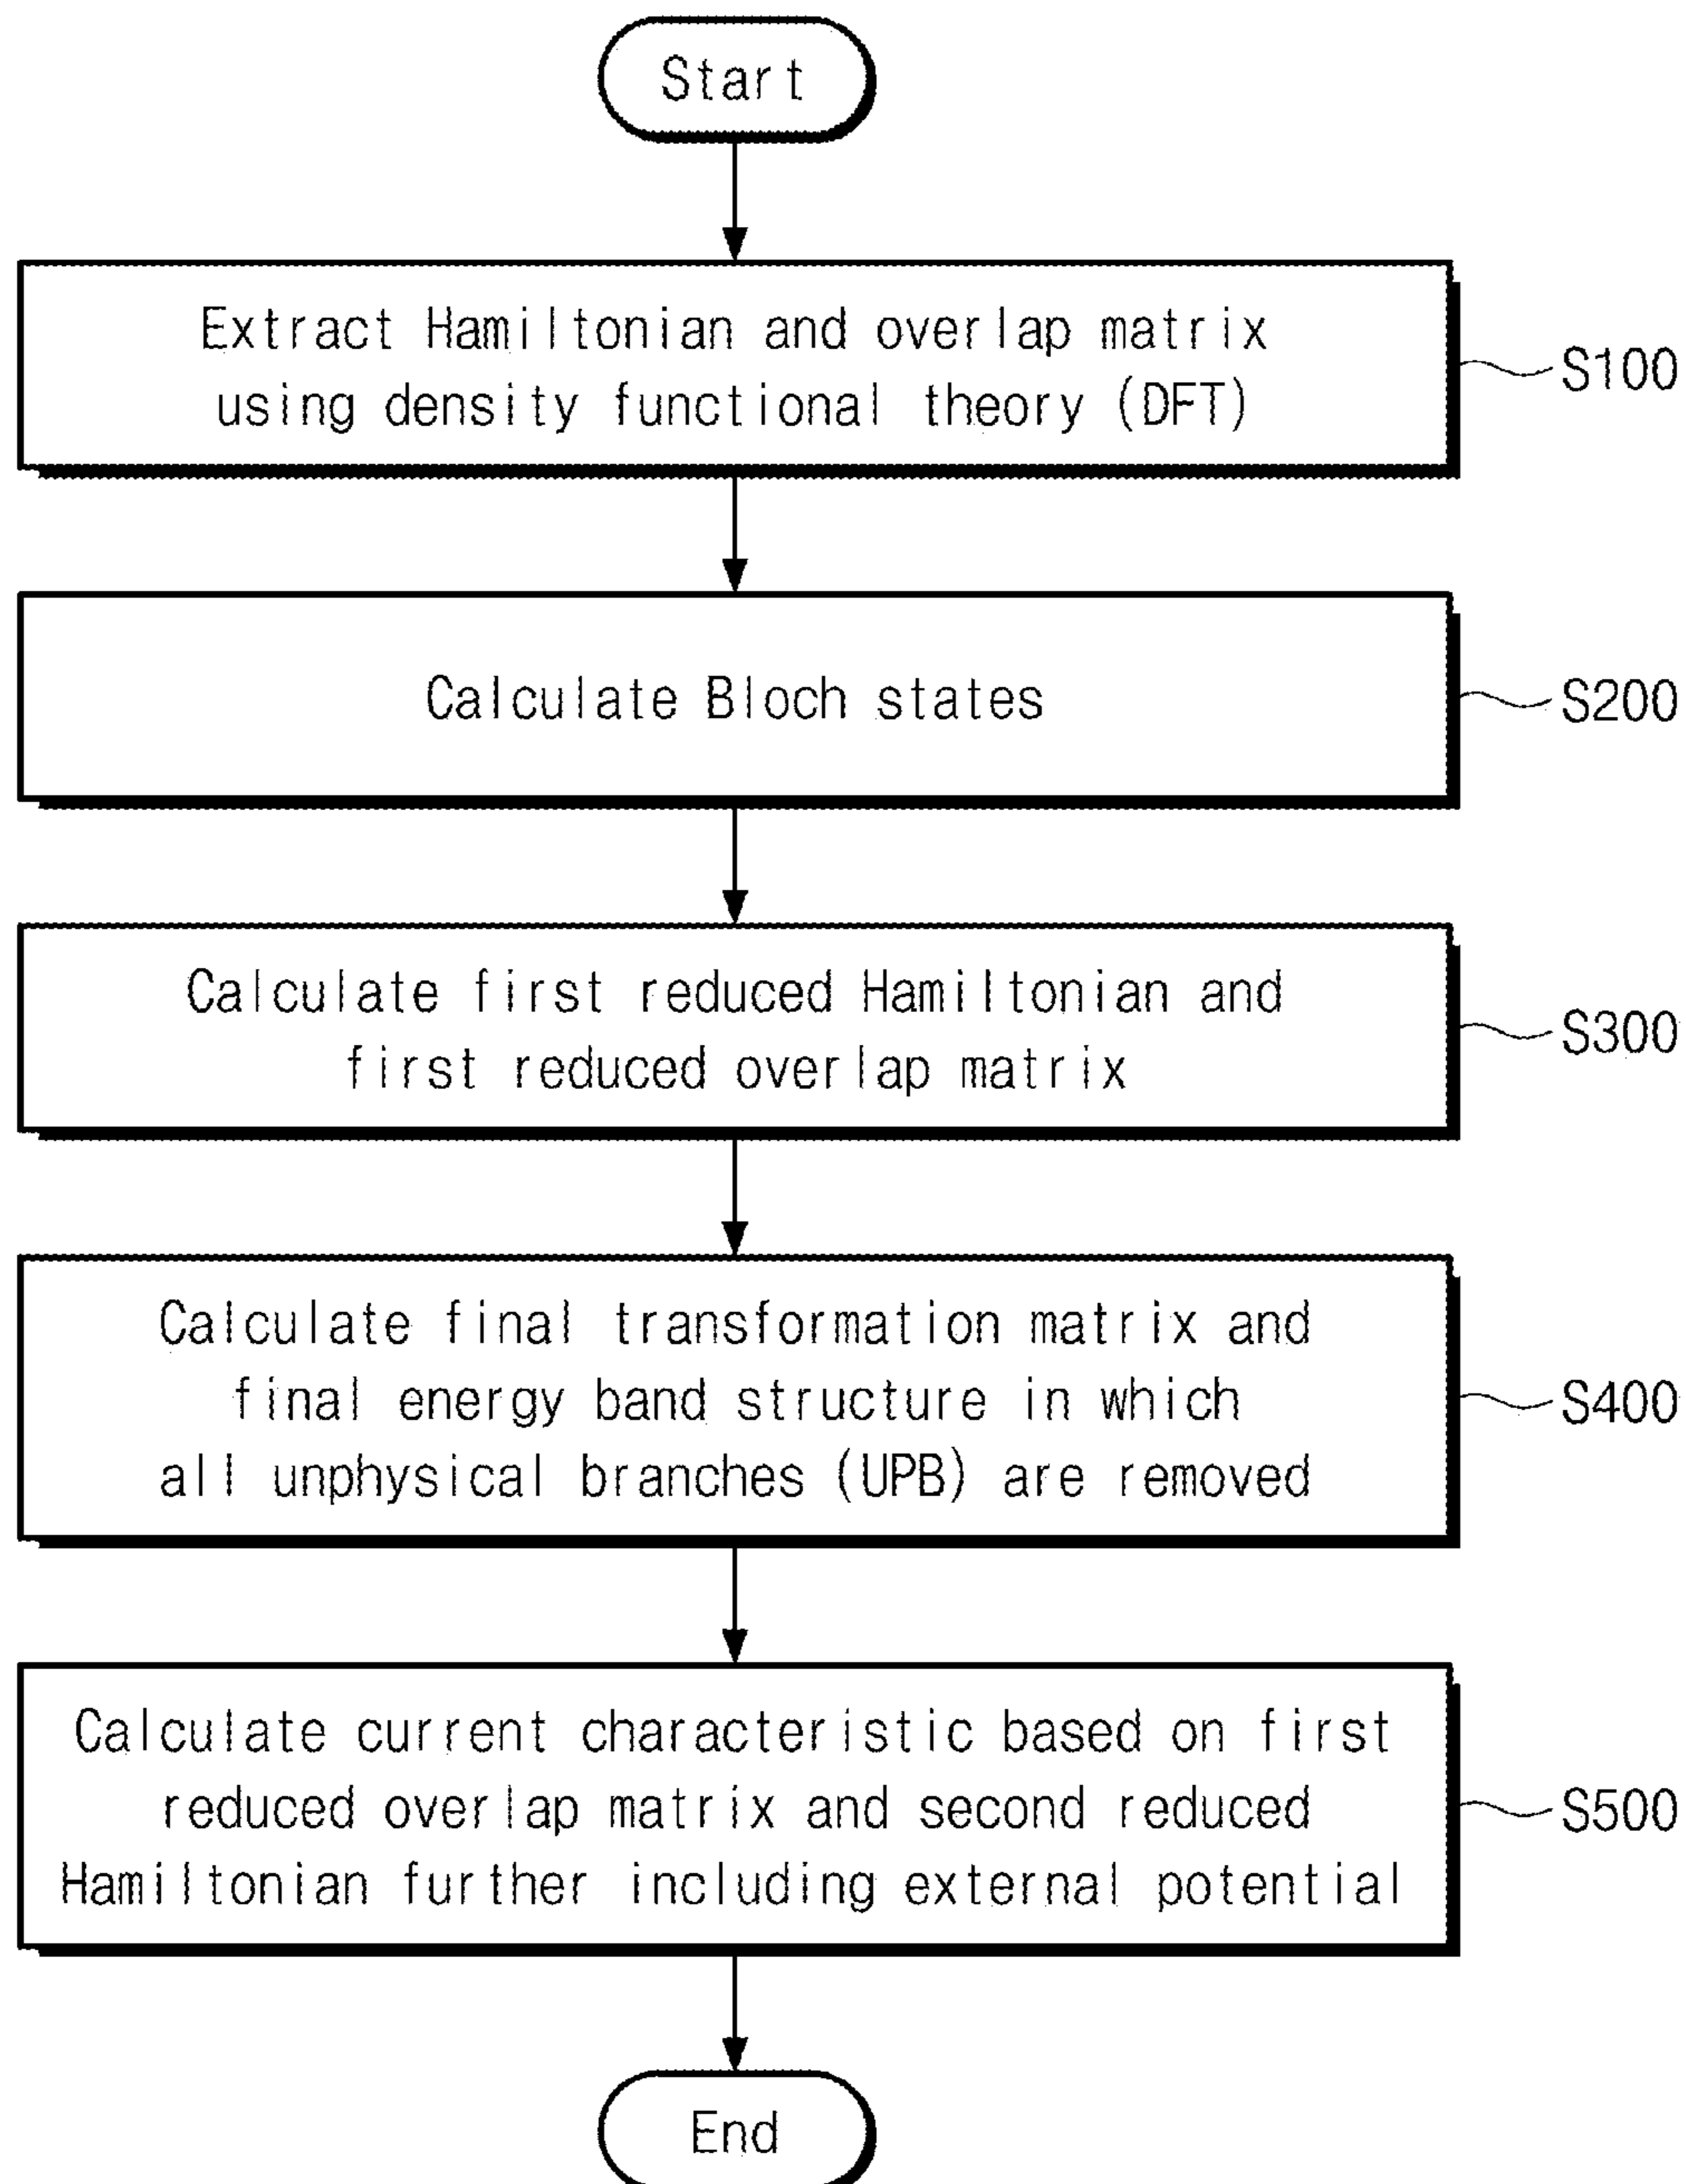 Start
Extract Hamiltonian and overlap matrix
using density functional theory (DFT)
S100
Calculate Bloch states
S200
Calculate first reduced Hamiltonian and
first reduced overlap matrix
S300
Calculate final transformation matrix and
final energy band structure in which
all unphysical branches (UPB) are removed
S400
Calculate current characteristic based on first
reduced overlap matrix and second reduced
Hamiltonian further including external potential
S500
End